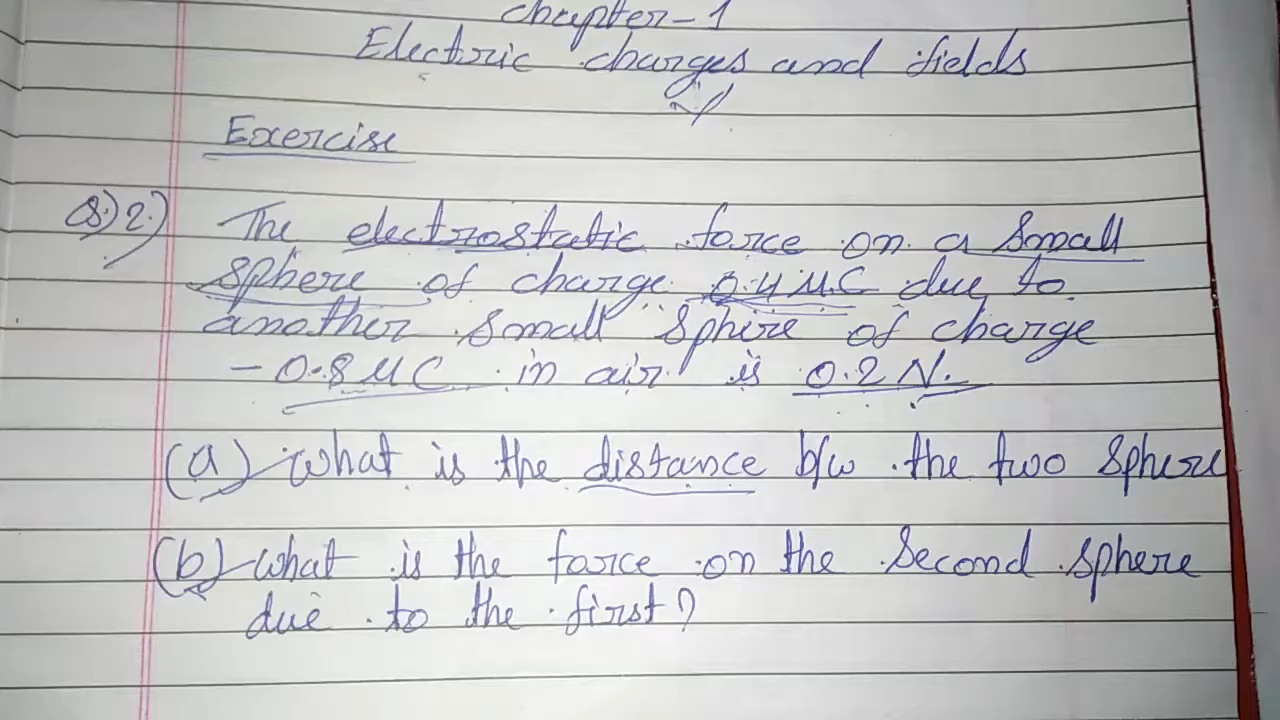 Chapter-1
Electric charges and fields
Exercise
Q.) 2.) The electrostatic force on a small
sphere of charge 0.4 μC due to
another small sphire of charge
-0.8 μC in air is 0.2 N.
(a) what is the distance b/w the two sphere
(b) what is the force on the second sphere
due to the first?